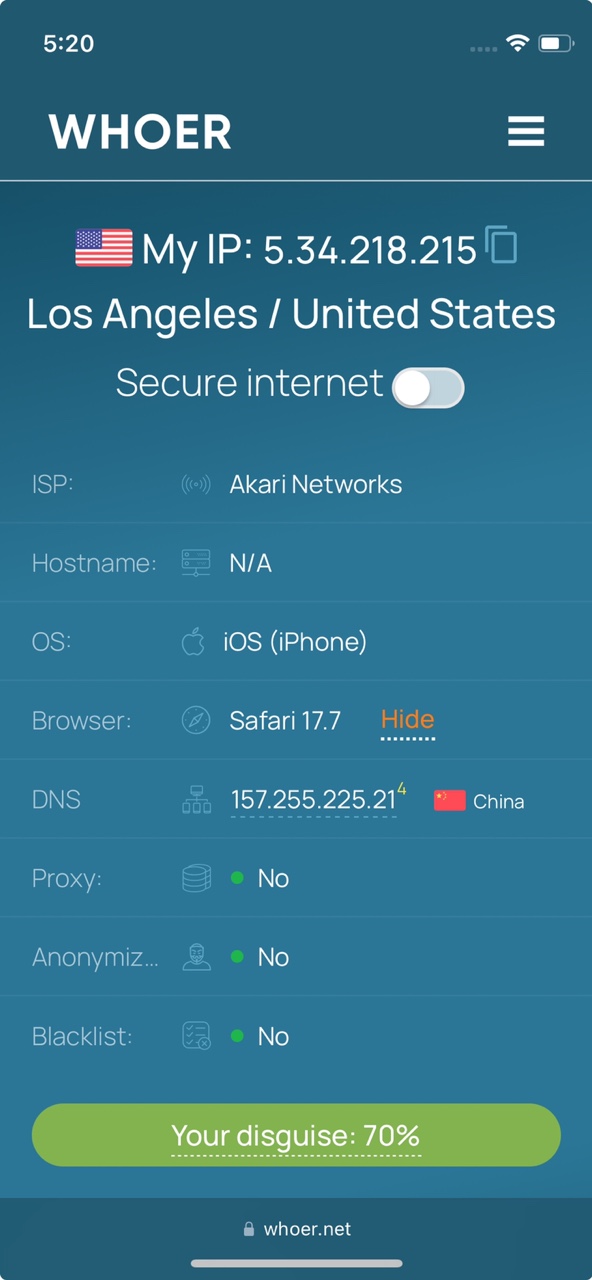 5:20
WHOER
My IP: 5.34.218.215
Los Angeles / United States
Secure internet
ISP: Akari Networks
Hostname: N/A
OS: iOS (iPhone)
Browser: Safari 17.7 Hide
DNS 157.255.225.21 4 China
Proxy: No
Anonymiz... No
Blacklist: No
Your disguise: 70%
whoer.net